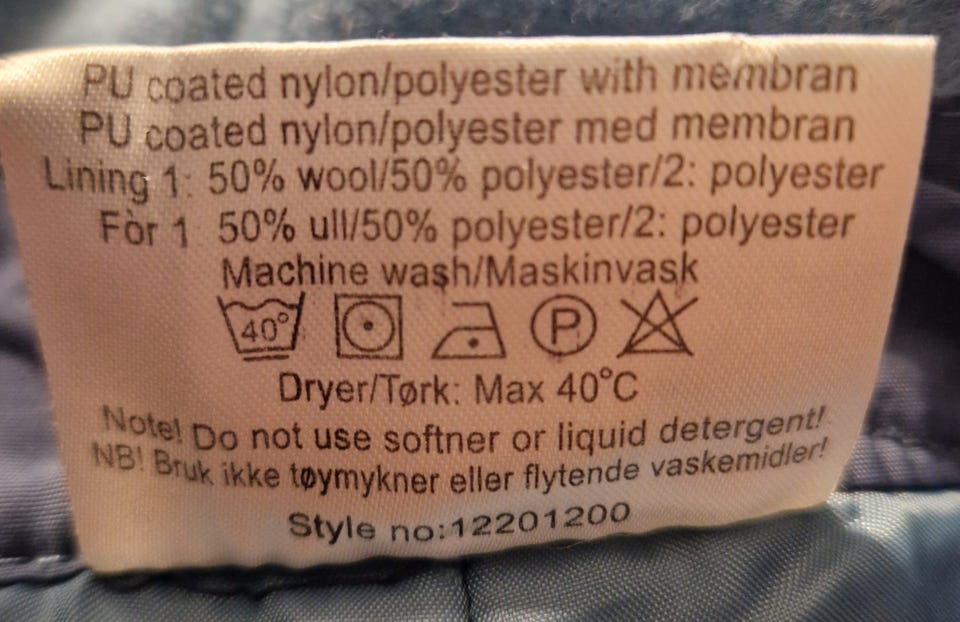 PU coated nylon/polyester with membran
PU coated nylon/polyester med membran
Lining 1: 50% wool/50% polyester/2: polyester
Fòr 1 50% ull/50% polyester/2: polyester
Machine wash/Maskinvask
40° P
Dryer/Tørk: Max 40°C
Note! Do not use softner or liquid detergent!
NB! Bruk ikke tøymykner eller flytende vaskemidler!
Style no:12201200